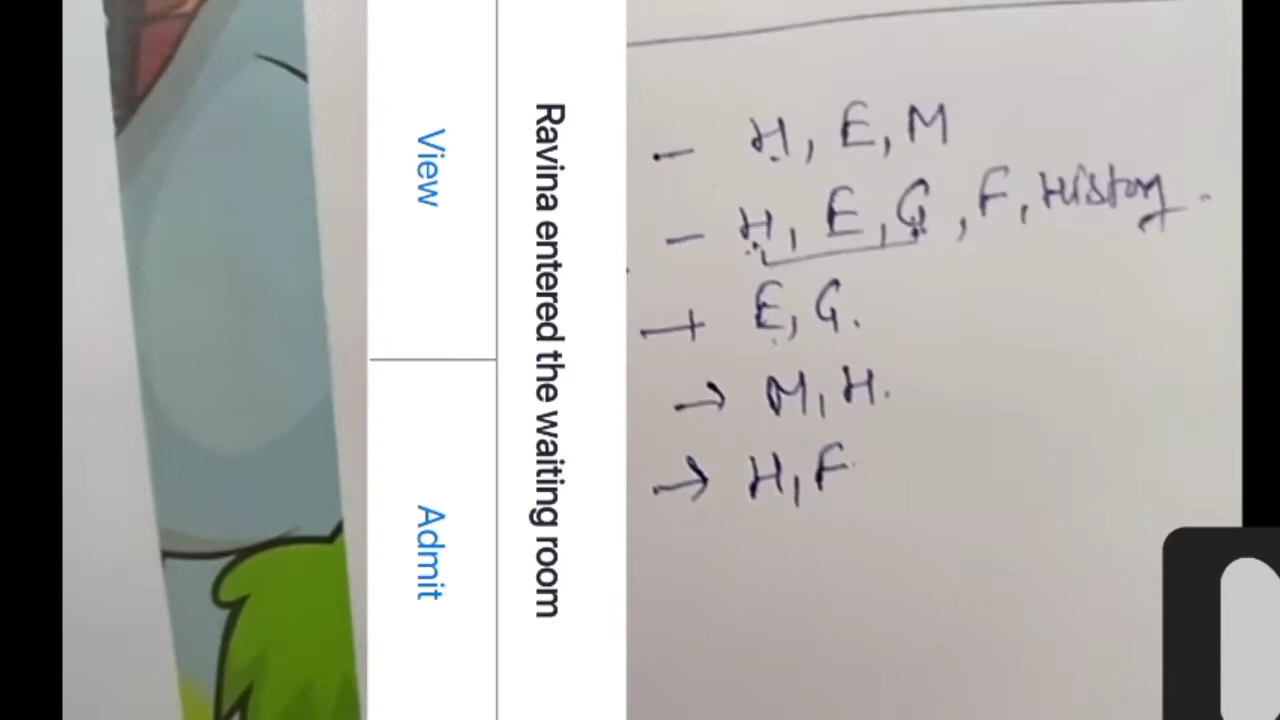 - H, E, M
- H, E, G, F, History.
→ E, G.
→ M, H.
→ H, F
Ravina entered the waiting room
View
Admit